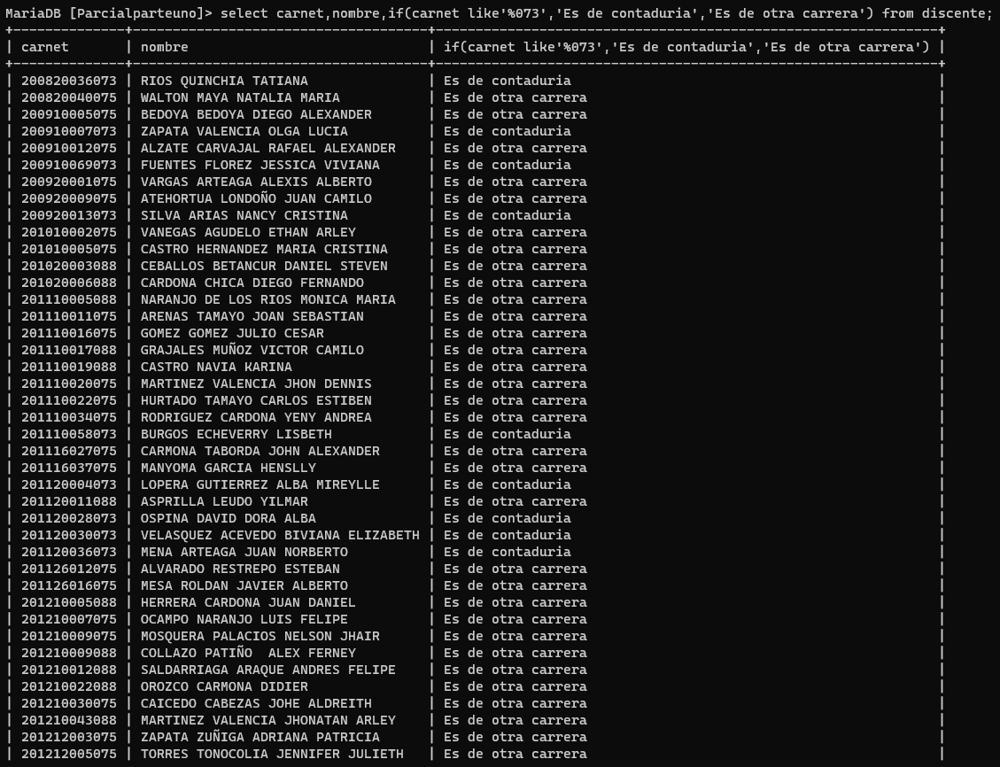 MariaDB [Parcialparteuno]> select carnet,nombre,if(carnet like'%073','Es de contaduria','Es de otra carrera') from discente;
+--------------+-------------------------------------+---------------------------------------------------------------+
| carnet | nombre | if(carnet like'%073','Es de contaduria','Es de otra carrera') |
+--------------+-------------------------------------+---------------------------------------------------------------+
| 200820036073 | RIOS QUINCHIA TATIANA | Es de contaduria |
| 200820040075 | WALTON MAYA NATALIA MARIA | Es de otra carrera |
| 200910005075 | BEDOYA BEDOYA DIEGO ALEXANDER | Es de otra carrera |
| 200910007073 | ZAPATA VALENCIA OLGA LUCIA | Es de contaduria |
| 200910012075 | ALZATE CARVAJAL RAFAEL ALEXANDER | Es de otra carrera |
| 200910069073 | FUENTES FLOREZ JESSICA VIVIANA | Es de contaduria |
| 200920001075 | VARGAS ARTEAGA ALEXIS ALBERTO | Es de otra carrera |
| 200920009075 | ATEHORTUA LONDOÑO JUAN CAMILO | Es de otra carrera |
| 200920013073 | SILVA ARIAS NANCY CRISTINA | Es de contaduria |
| 201010002075 | VANEGAS AGUDELO ETHAN ARLEY | Es de otra carrera |
| 201010005075 | CASTRO HERNANDEZ MARIA CRISTINA | Es de otra carrera |
| 201020003088 | CEBALLOS BETANCUR DANIEL STEVEN | Es de otra carrera |
| 201020006088 | CARDONA CHICA DIEGO FERNANDO | Es de otra carrera |
| 201110005088 | NARANJO DE LOS RIOS MONICA MARIA | Es de otra carrera |
| 201110011075 | ARENAS TAMAYO JOAN SEBASTIAN | Es de otra carrera |
| 201110016075 | GOMEZ GOMEZ JULIO CESAR | Es de otra carrera |
| 201110017088 | GRAJALES MUÑOZ VICTOR CAMILO | Es de otra carrera |
| 201110019088 | CASTRO NAVIA KARINA | Es de otra carrera |
| 201110020075 | MARTINEZ VALENCIA JHON DENNIS | Es de otra carrera |
| 201110022075 | HURTADO TAMAYO CARLOS ESTIBEN | Es de otra carrera |
| 201110034075 | RODRIGUEZ CARDONA YENY ANDREA | Es de otra carrera |
| 201110058073 | BURGOS ECHEVERRY LISBETH | Es de contaduria |
| 201116027075 | CARMONA TABORDA JOHN ALEXANDER | Es de otra carrera |
| 201116037075 | MANYOMA GARCIA HENSLLY | Es de otra carrera |
| 201120004073 | LOPERA GUTIERREZ ALBA MIREYLLE | Es de contaduria |
| 201120011088 | ASPRILLA LEUDO YILMAR | Es de otra carrera |
| 201120028073 | OSPINA DAVID DORA ALBA | Es de contaduria |
| 201120030073 | VELASQUEZ ACEVEDO BIVIANA ELIZABETH | Es de contaduria |
| 201120036073 | MENA ARTEAGA JUAN NORBERTO | Es de contaduria |
| 201126012075 | ALVARADO RESTREPO ESTEBAN | Es de otra carrera |
| 201126016075 | MESA ROLDAN JAVIER ALBERTO | Es de otra carrera |
| 201210005088 | HERRERA CARDONA JUAN DANIEL | Es de otra carrera |
| 201210007075 | OCAMPO NARANJO LUIS FELIPE | Es de otra carrera |
| 201210009075 | MOSQUERA PALACIOS NELSON JHAIR | Es de otra carrera |
| 201210009088 | COLLAZO PATIÑO  ALEX FERNEY | Es de otra carrera |
| 201210012088 | SALDARRIAGA ARAQUE ANDRES FELIPE | Es de otra carrera |
| 201210022088 | OROZCO CARMONA DIDIER | Es de otra carrera |
| 201210030075 | CAICEDO CABEZAS JOHE ALDREITH | Es de otra carrera |
| 201210043088 | MARTINEZ VALENCIA JHONATAN ARLEY | Es de otra carrera |
| 201212003075 | ZAPATA ZUÑIGA ADRIANA PATRICIA | Es de otra carrera |
| 201212005075 | TORRES TONOCOLIA JENNIFER JULIETH | Es de otra carrera |